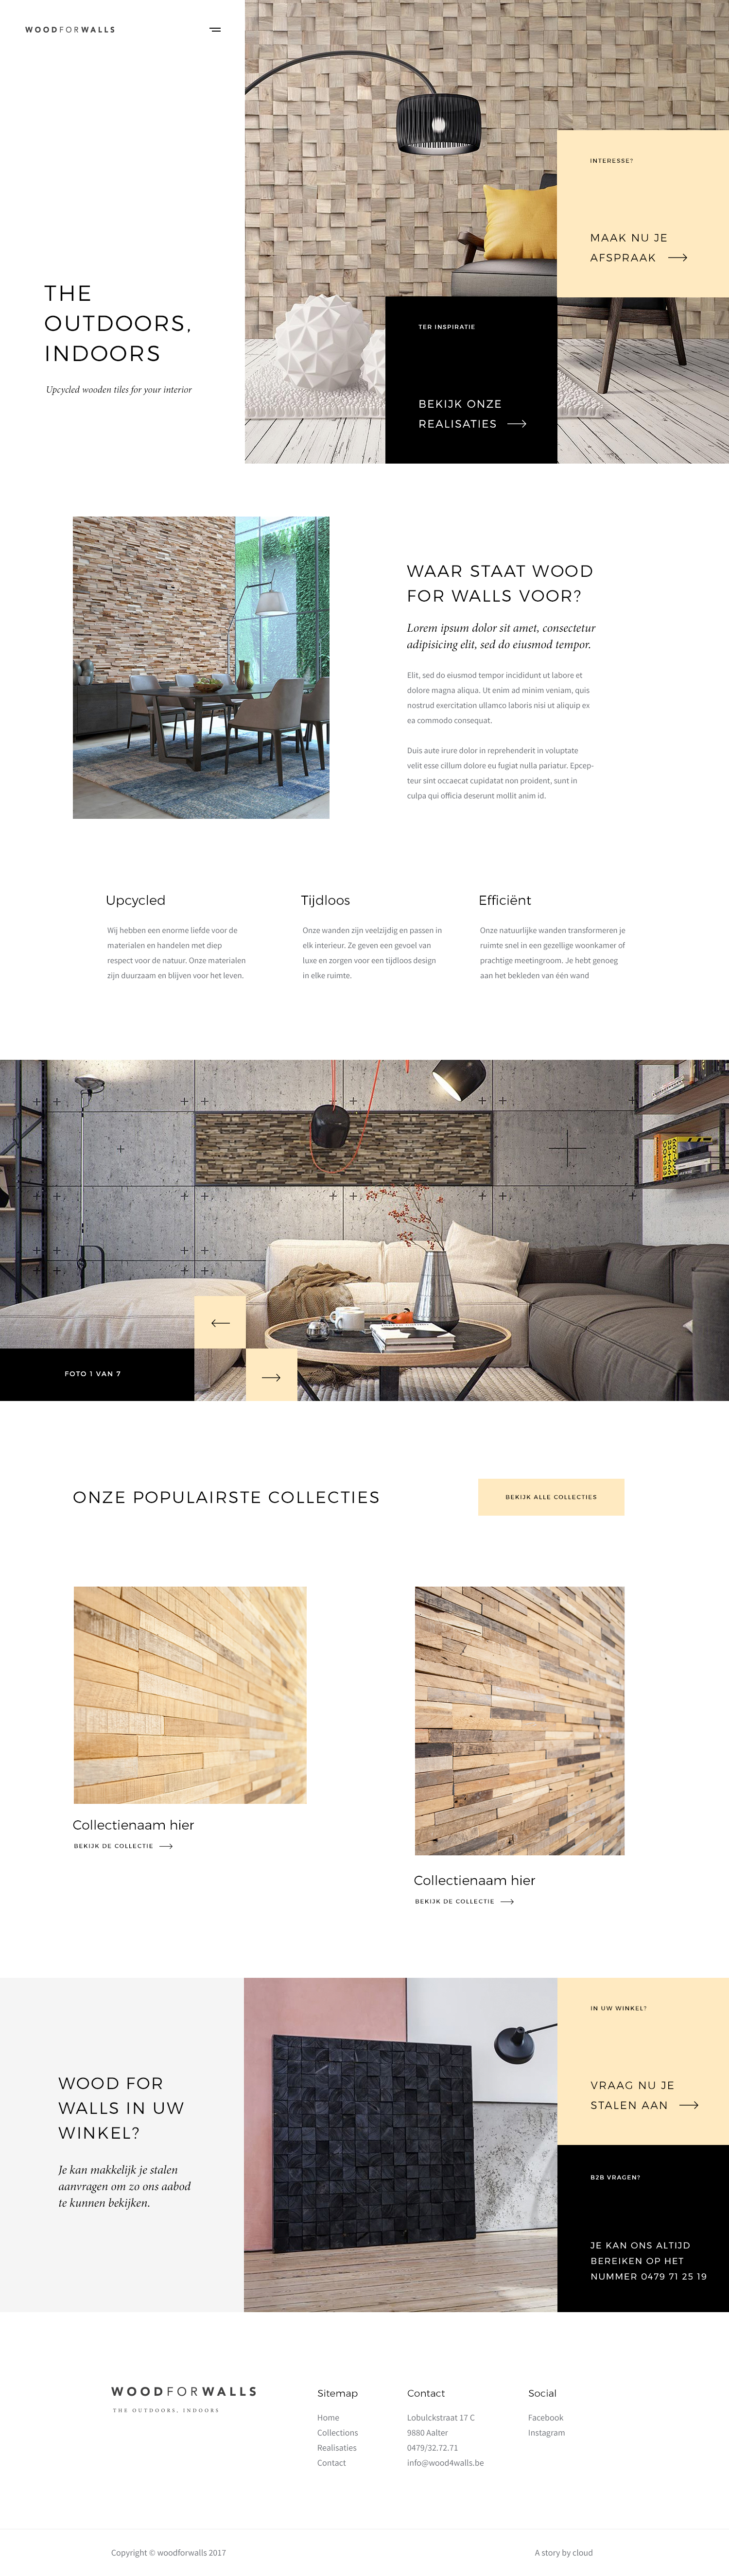 WOODFORWALLS
INTERESSE?
MAAK NU JE
AFSPRAAK
THE
OUTDOORS,
INDOORS
Upcycled wooden tiles for your interior
TER INSPIRATIE
BEKIJK ONZE
REALISATIES
WAAR STAAT WOOD
FOR WALLS VOOR?
Lorem ipsum dolor sit amet, consectetur
adipisicing elit, sed do eiusmod tempor.
Elit, sed do eiusmod tempor incididunt ut labore et
dolore magna aliqua. Ut enim ad minim veniam, quis
nostrud exercitation ullamco laboris nisi ut aliquip ex
ea commodo consequat.
Duis aute irure dolor in reprehenderit in voluptate
velit esse cillum dolore eu fugiat nulla pariatur. Epcep-
teur sint occaecat cupidatat non proident, sunt in
culpa qui officia deserunt mollit anim id.
Upcycled
Wij hebben een enorme liefde voor de
materialen en handelen met diep
respect voor de natuur. Onze materialen
zijn duurzaam en blijven voor het leven.
Tijdloos
Onze wanden zijn veelzijdig en passen in
elk interieur. Ze geven een gevoel van
luxe en zorgen voor een tijdloos design
in elke ruimte.
Efficiënt
Onze natuurlijke wanden transformeren je
ruimte snel in een gezellige woonkamer of
prachtige meetingroom. Je hebt genoeg
aan het bekleden van één wand
FOTO 1 VAN 7
ONZE POPULAIRSTE COLLECTIES
BEKIJK ALLE COLLECTIES
Collectienaam hier
BEKIJK DE COLLECTIE
Collectienaam hier
BEKIJK DE COLLECTIE
WOOD FOR
WALLS IN UW
WINKEL?
Je kan makkelijk je stalen
aanvragen om zo ons aabod
te kunnen bekijken.
IN UW WINKEL?
VRAAG NU JE
STALEN AAN
B2B VRAGEN?
JE KAN ONS ALTIJD
BEREIKEN OP HET
NUMMER 0479 71 25 19
WOODFORWALLS
THE OUTDOORS, INDOORS
Sitemap
Home
Collections
Realisaties
Contact
Contact
Lobulckstraat 17 C
9880 Aalter
0479/32.72.71
info@wood4walls.be
Social
Facebook
Instagram
Copyright © woodforwalls 2017
A story by cloud